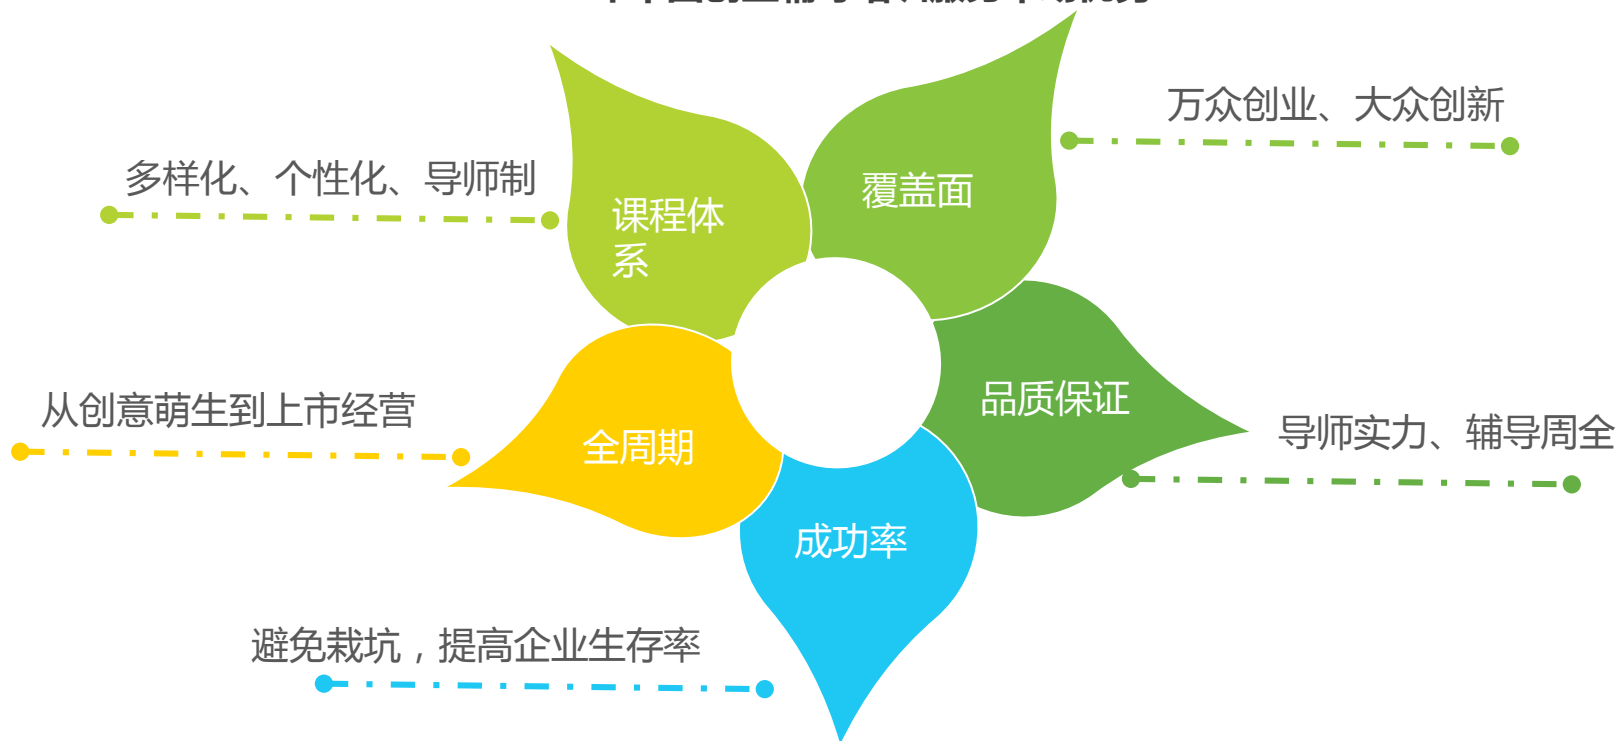 万众创业、大众创新
多样化、个性化、导师制
覆盖面
课程体
系
品质保证
从创意萌生到上市经营
导师实力、辅导周全
全周期
成功率
避免栽坑，提高企业生存率